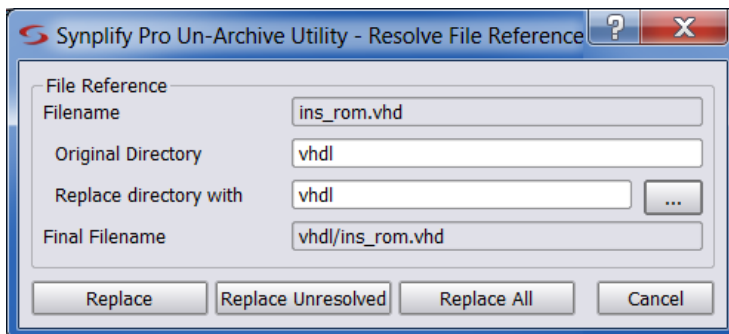 Synplify Pro Un-Archive Utility - Resolve File Reference
? X
File Reference
Filename ins_rom.vhd
Original Directory vhdl
Replace directory with vhdl ...
Final Filename vhdl/ins_rom.vhd
Replace Replace Unresolved Replace All Cancel